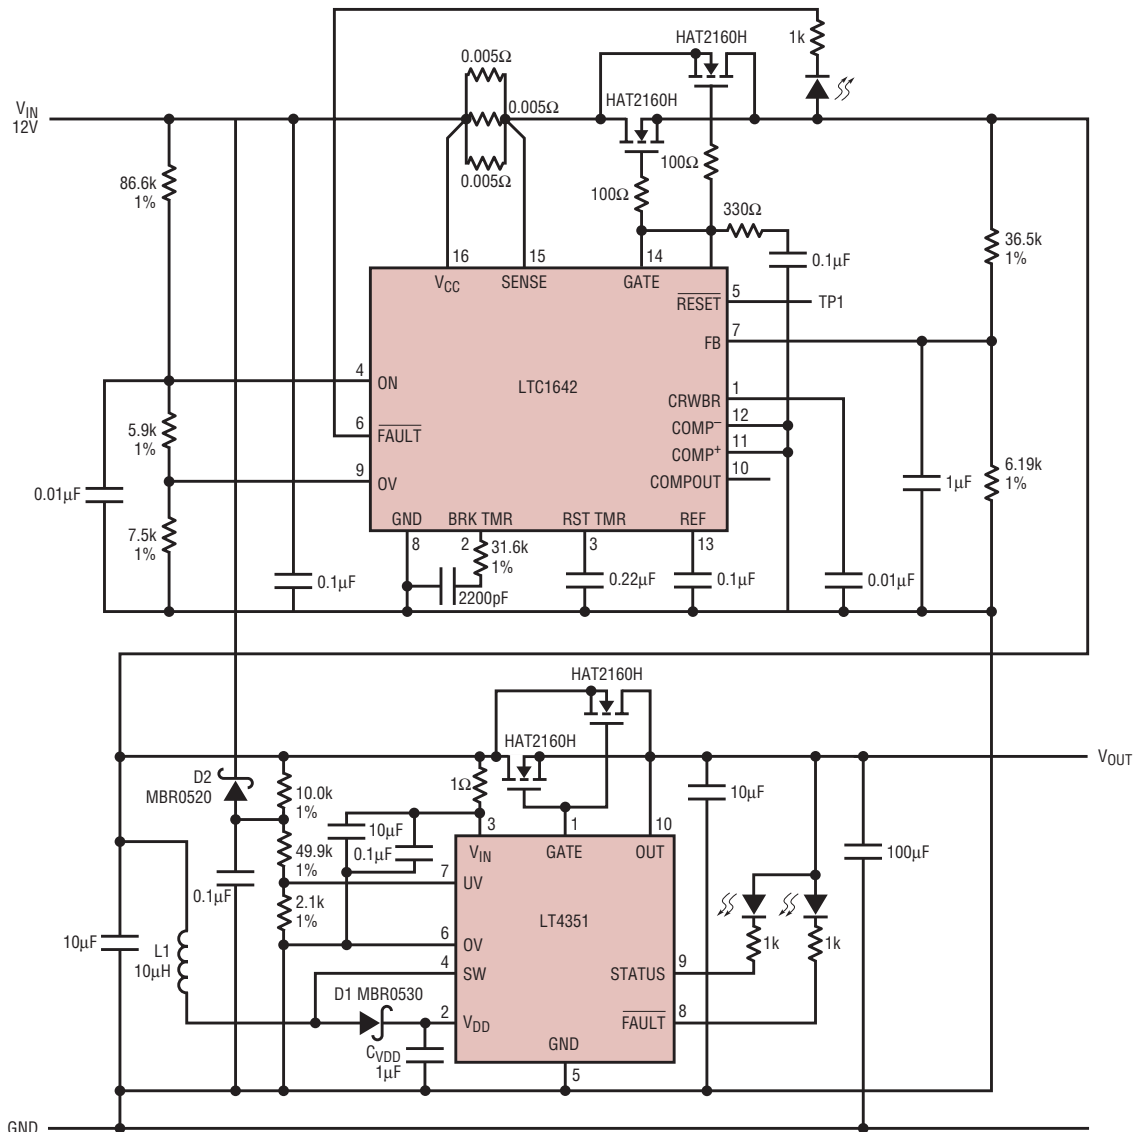 HAT2160H
1k
0.005Ω
V_IN
12V
0.005Ω
HAT2160H
0.005Ω
100Ω
86.6k
1%
100Ω
330Ω
36.5k
1%
16
15
14
0.1µF
V_CC
SENSE
GATE
RESET
5
TP1
7
FB
4
ON
LTC1642
1
CRWBR
6
FAULT
12
COMP–
5.9k
1%
11
COMP+
9
OV
10
COMPOUT
6.19k
1%
0.01µF
1µF
7.5k
1%
GND
BRK TMR
RST TMR
REF
8
2
31.6k
1%
3
13
0.1µF
2200pF
0.22µF
0.1µF
0.01µF
HAT2160H
HAT2160H
V_OUT
D2
MBR0520
10.0k
1%
1Ω
10µF
10µF
0.1µF
3
1
10
49.9k
1%
V_IN
GATE
OUT
100µF
7
UV
0.1µF
2.1k
1%
LT4351
10µF
L1
10µH
6
OV
1k
1k
4
SW
9
STATUS
D1 MBR0530
2
V_DD
8
FAULT
C_VDD
1µF
GND
5
GND